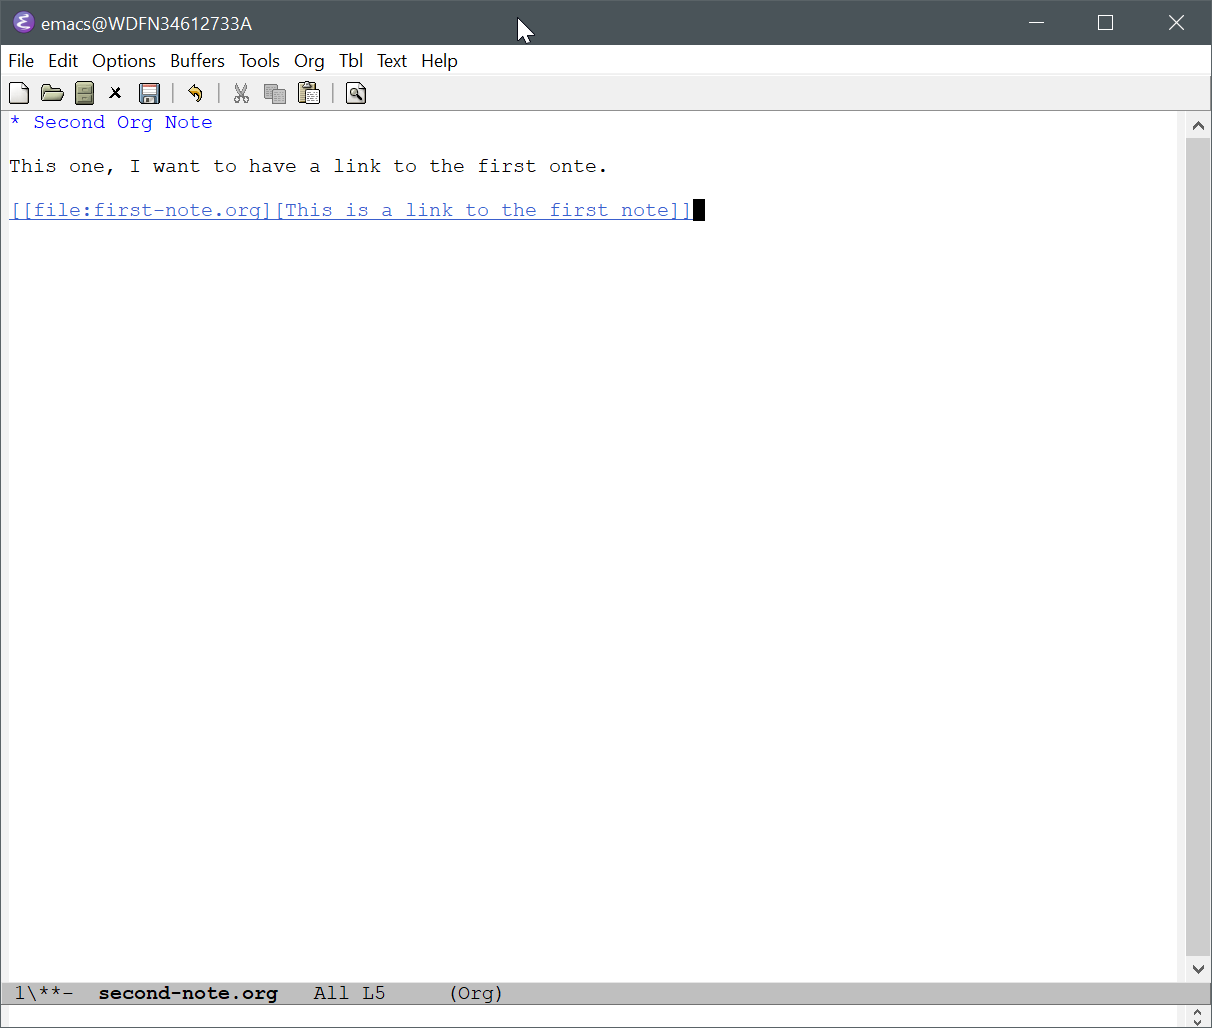 emacs@WDFN34612733A
File Edit Options Buffers Tools Org Tbl Text Help
* Second Org Note
This one, I want to have a link to the first onte.
[[file:first-note.org][This is a link to the first note]]
1\**-  second-note.org   All L5     (Org)